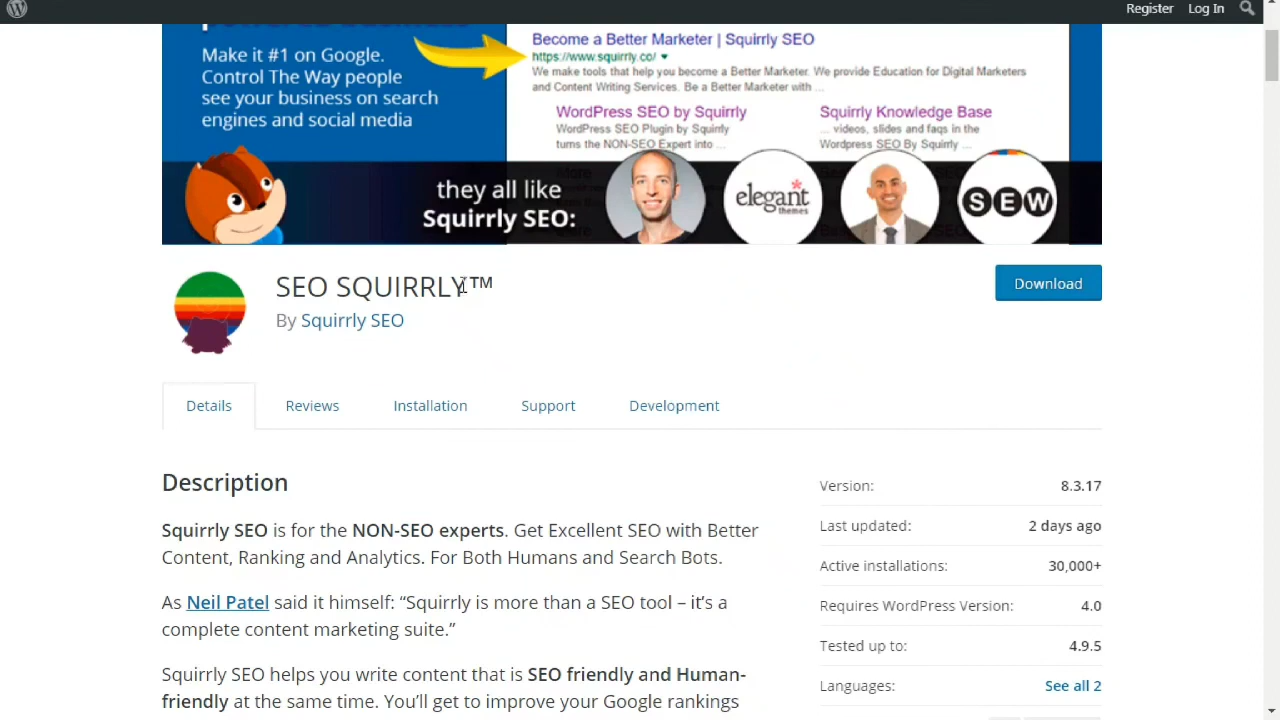 Register Log In
Make it #1 on Google.
Control The Way people
see your business on search
engines and social media
Become a Better Marketer | Squirrly SEO
https://www.squirrly.co/
We make tools that help you become a Better Marketer. We provide Education for Digital Marketers
and Content Writing Services. Be a Better Marketer with ...
WordPress SEO by Squirrly
WordPress SEO Plugin by Squirrly
turns the NON-SEO Expert into ...
Squirrly Knowledge Base
... videos, slides and faqs in the
Wordpress SEO By Squirrly ...
they all like
Squirrly SEO:
elegant
themes
SEW
SEO SQUIRRLY™
By Squirrly SEO
Download
Details
Reviews
Installation
Support
Development
Description
Squirrly SEO is for the NON-SEO experts. Get Excellent SEO with Better
Content, Ranking and Analytics. For Both Humans and Search Bots.
As Neil Patel said it himself: “Squirrly is more than a SEO tool – it’s a
complete content marketing suite.”
Squirrly SEO helps you write content that is SEO friendly and Human-
friendly at the same time. You’ll get to improve your Google rankings
Version: 8.3.17
Last updated: 2 days ago
Active installations: 30,000+
Requires WordPress Version: 4.0
Tested up to: 4.9.5
Languages: See all 2